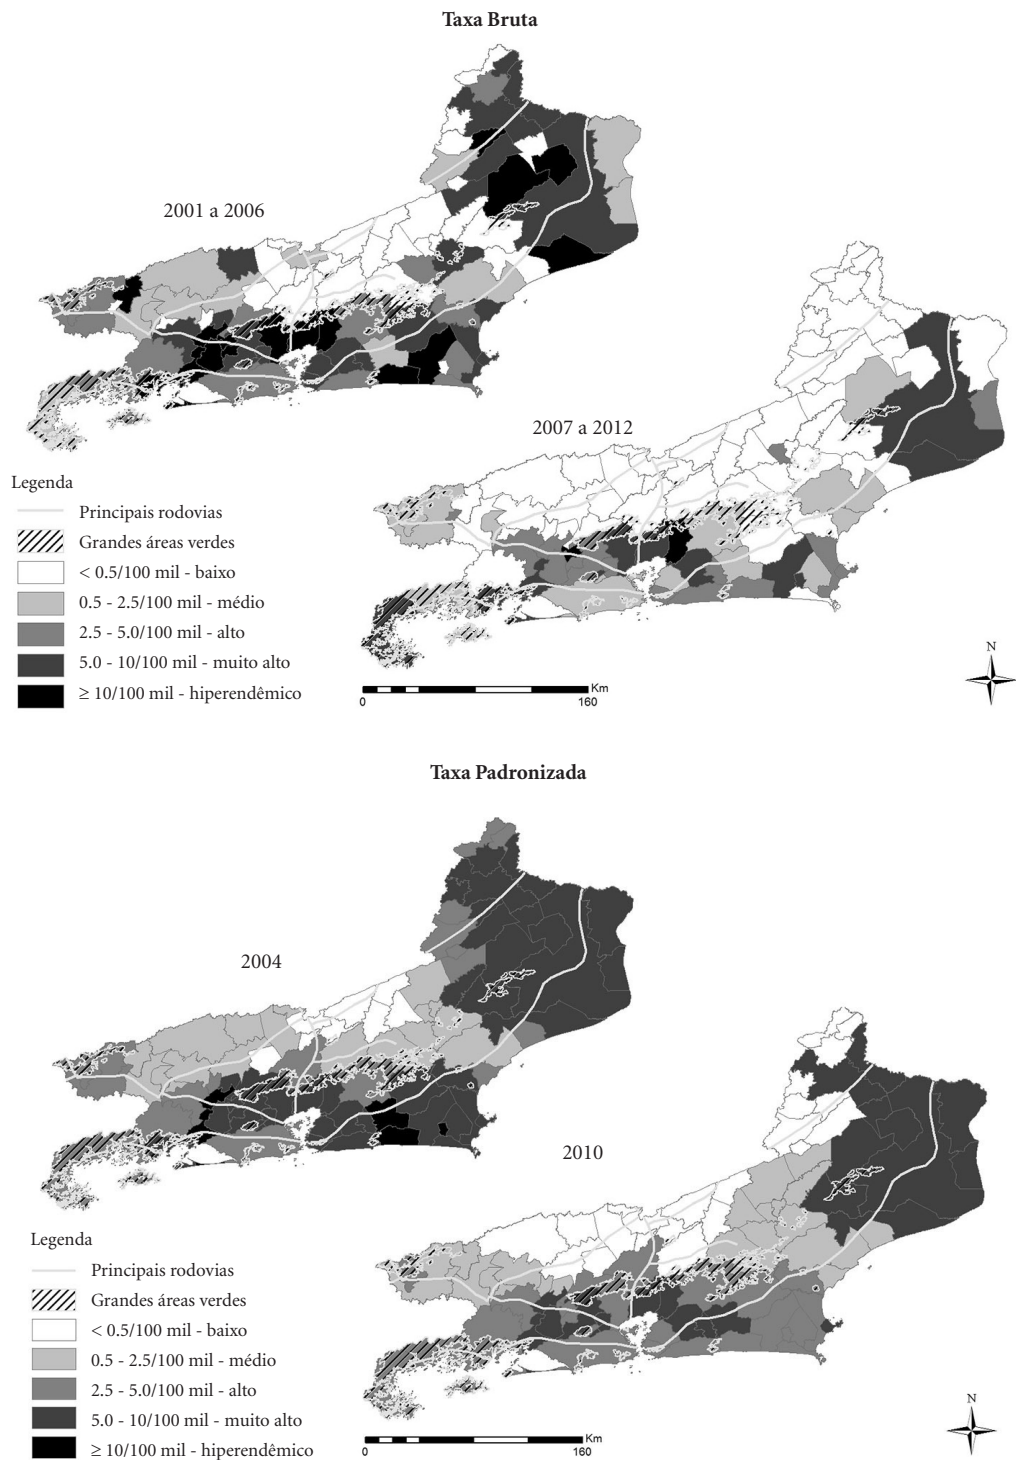 Taxa Bruta
2001 a 2006
2007 a 2012
Legenda
Principais rodovias
Grandes áreas verdes
< 0.5/100 mil - baixo
0.5 - 2.5/100 mil - médio
2.5 - 5.0/100 mil - alto
5.0 - 10/100 mil - muito alto
≥ 10/100 mil - hiperendêmico
Km
0 160
N
Taxa Padronizada
2004
2010
Legenda
Principais rodovias
Grandes áreas verdes
< 0.5/100 mil - baixo
0.5 - 2.5/100 mil - médio
2.5 - 5.0/100 mil - alto
5.0 - 10/100 mil - muito alto
≥ 10/100 mil - hiperendêmico
Km
0 160
N